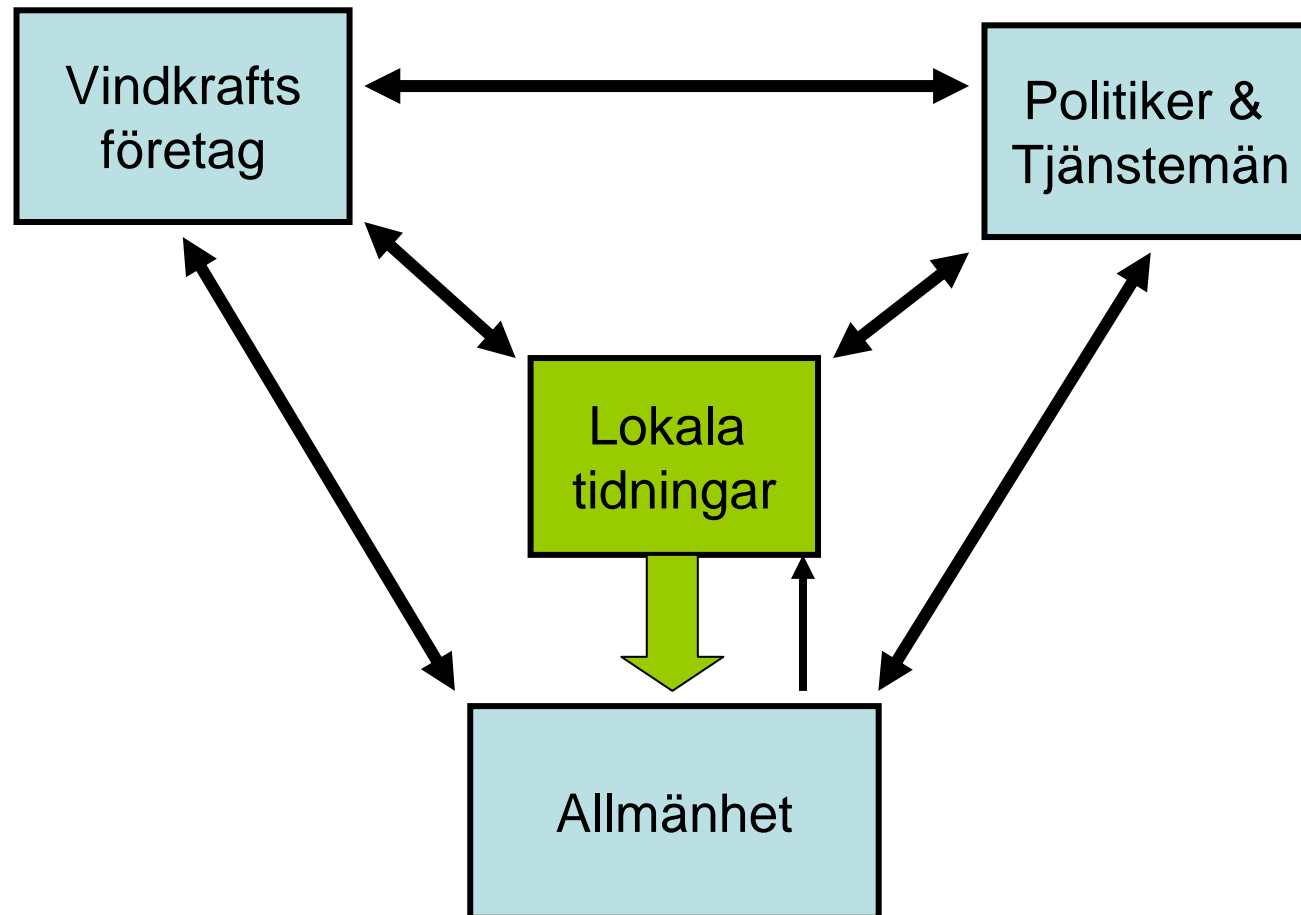 Vindkrafts
företag
Politiker &
Tjänstemän
Lokala
tidningar
Allmänhet